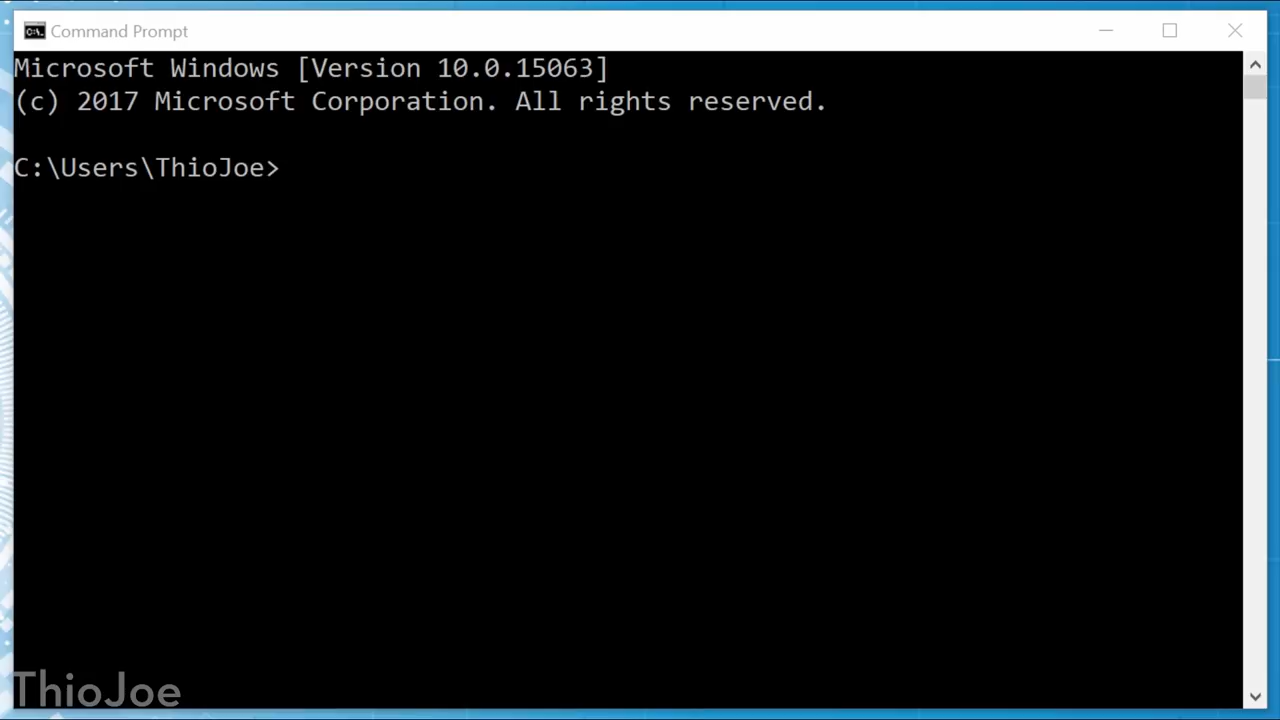 Command Prompt
Microsoft Windows [Version 10.0.15063]
(c) 2017 Microsoft Corporation. All rights reserved.
C:\Users\ThioJoe>
ThioJoe